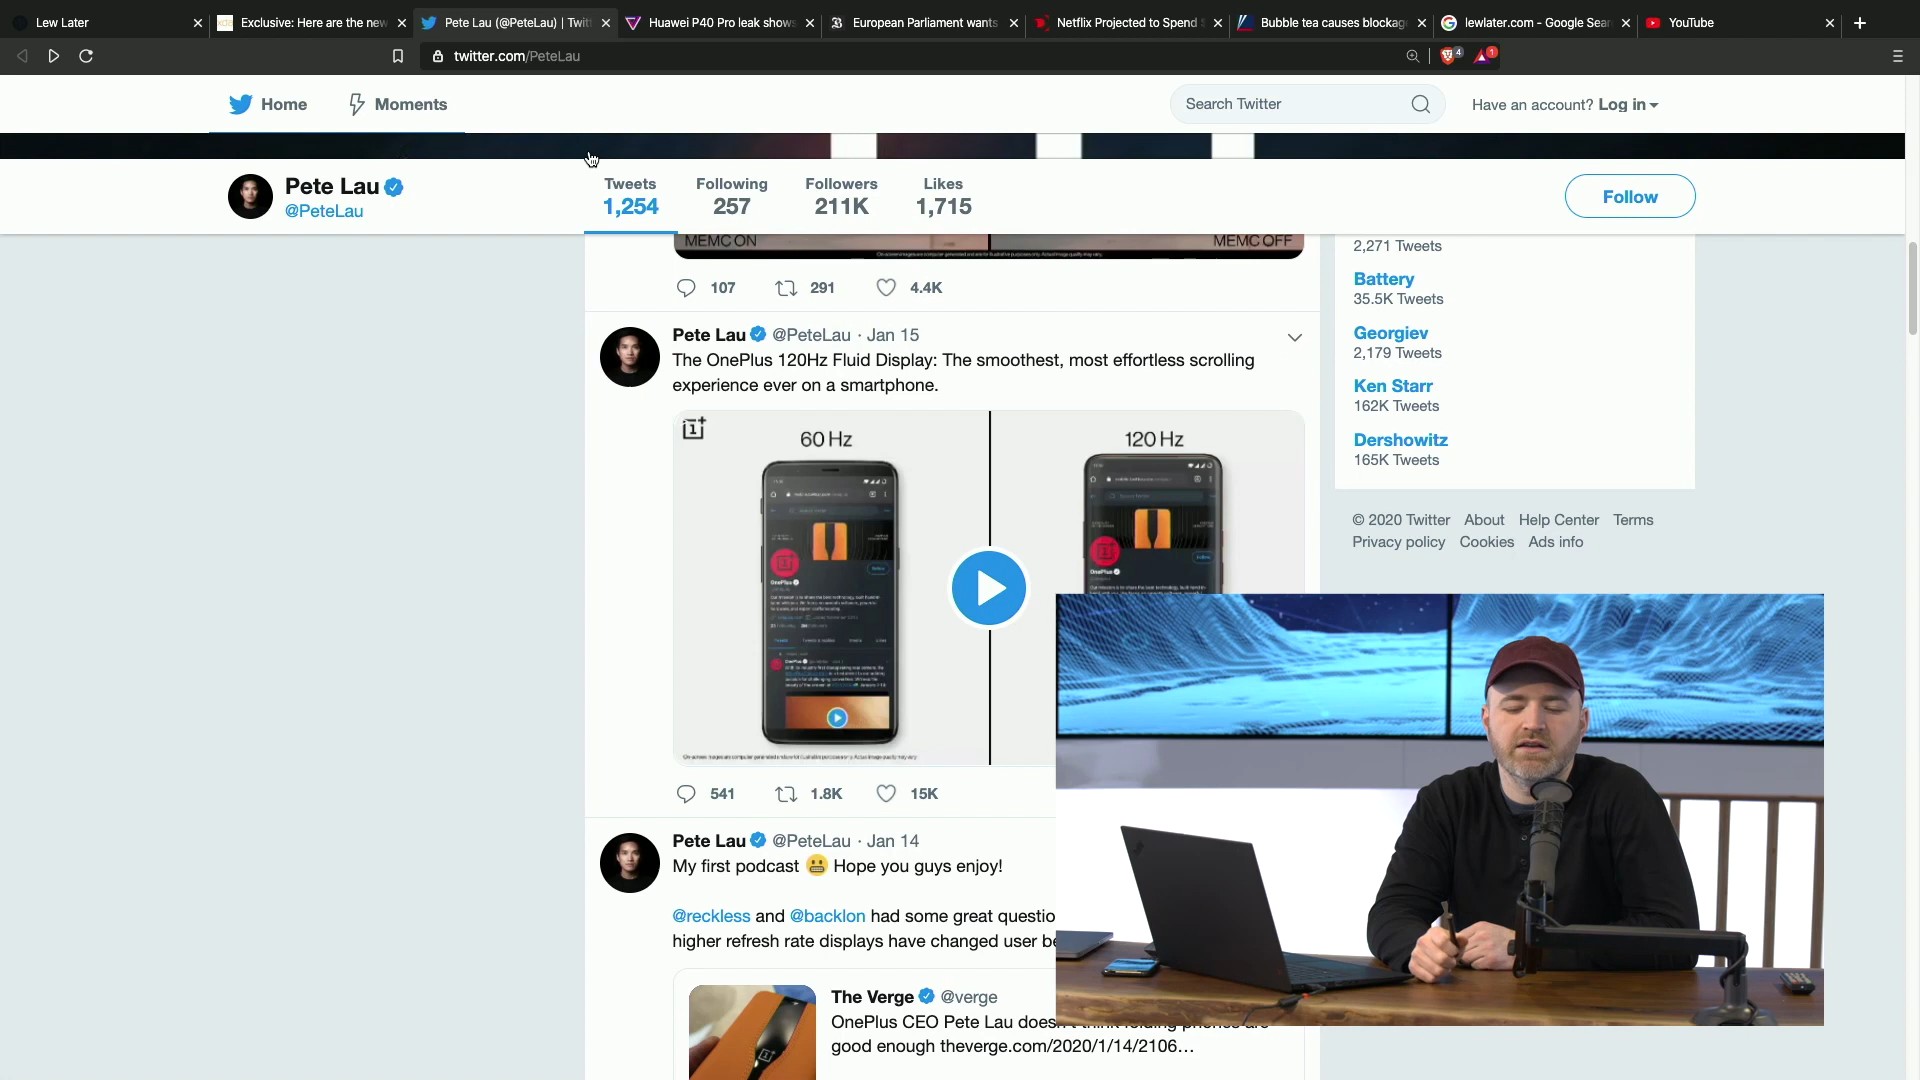 Lew Later
Exclusive: Here are the new
Pete Lau (@PeteLau) | Twit
Huawei P40 Pro leak shows
European Parliament wants
Netflix Projected to Spend
Bubble tea causes blockag
lewlater.com - Google Sear
YouTube
twitter.com/PeteLau
4
1
Home
Moments
Search Twitter
Have an account? Log in
Pete Lau
@PeteLau
Tweets
1,254
Following
257
Followers
211K
Likes
1,715
Follow
MEMC ON
MEMC OFF
107
291
4.4K
2,271 Tweets
Battery
35.5K Tweets
Georgiev
2,179 Tweets
Ken Starr
162K Tweets
Dershowitz
165K Tweets
© 2020 Twitter About Help Center Terms
Privacy policy Cookies Ads info
Pete Lau @PeteLau · Jan 15
The OnePlus 120Hz Fluid Display: The smoothest, most effortless scrolling
experience ever on a smartphone.
60 Hz
120 Hz
541
1.8K
15K
Pete Lau @PeteLau · Jan 14
My first podcast 😬 Hope you guys enjoy!
@reckless and @backlon had some great questio
higher refresh rate displays have changed user be
The Verge @verge
OnePlus CEO Pete Lau doesn't think folding phones are
good enough theverge.com/2020/1/14/2106...